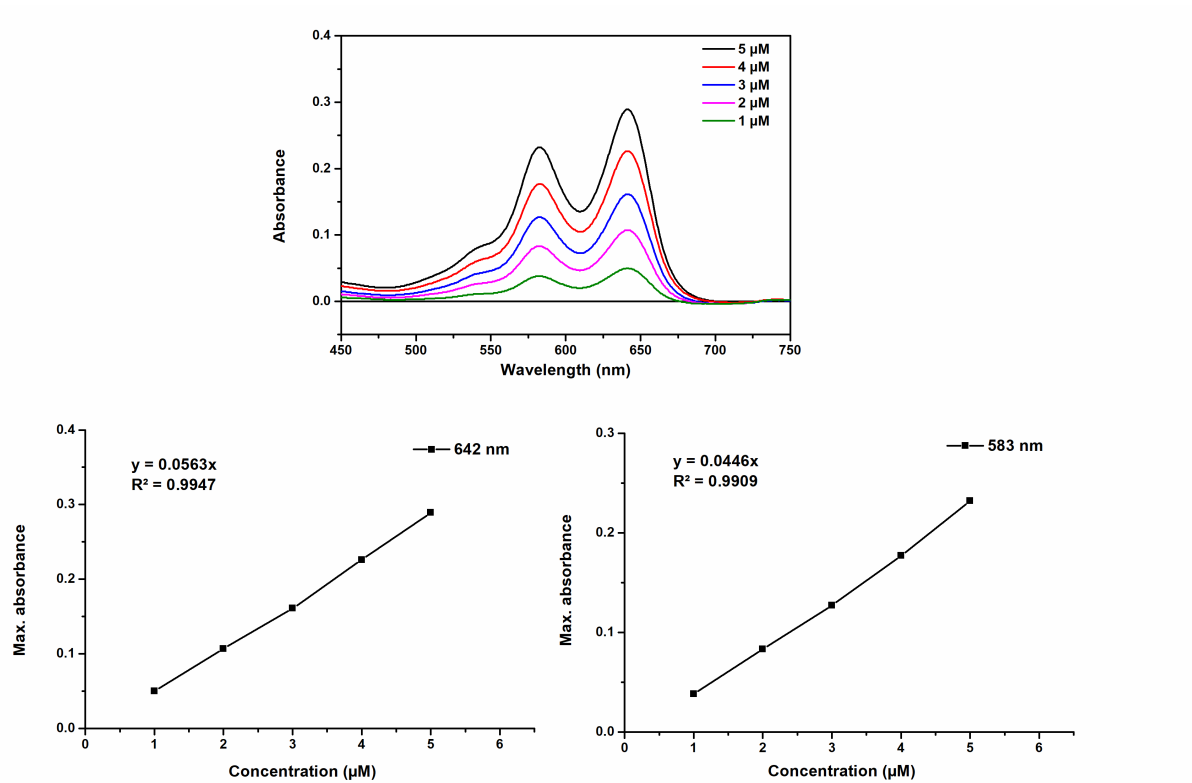 0.4
0.3
0.2
0.1
0.0
Absorbance
5 µM
4 µM
3 µM
2 µM
1 µM
450 500 550 600 650 700 750
Wavelength (nm)
0.4
0.3
0.2
0.1
0.0
Max. absorbance
y = 0.0563x
R² = 0.9947
642 nm
0 1 2 3 4 5 6
Concentration (µM)
0.3
0.2
0.1
0.0
Max. absorbance
y = 0.0446x
R² = 0.9909
583 nm
0 1 2 3 4 5 6
Concentration (µM)